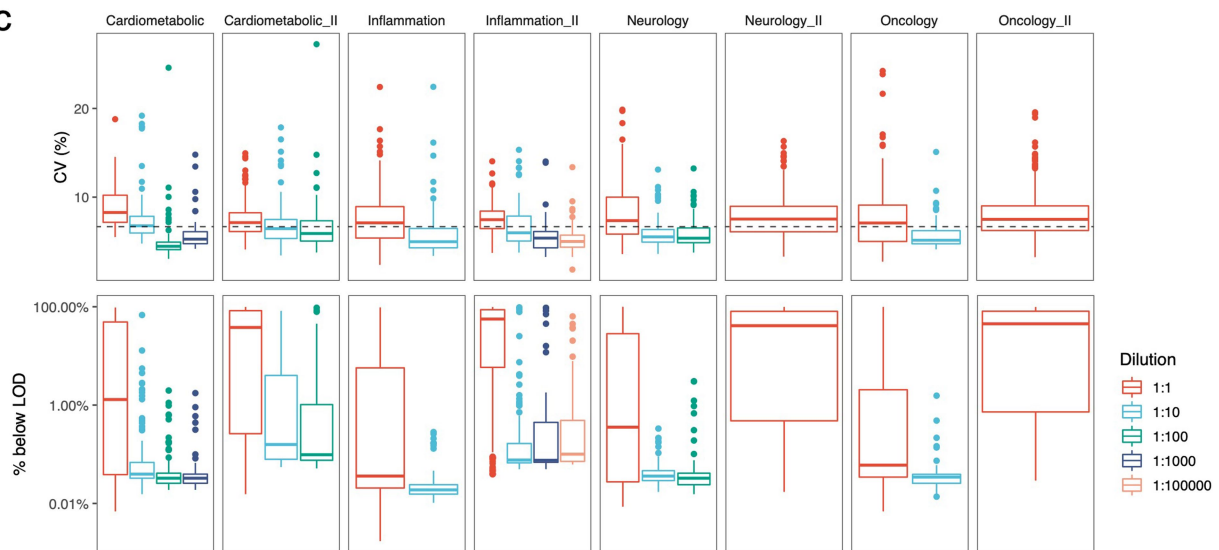 C
Cardiometabolic Cardiometabolic_II Inflammation Inflammation_II Neurology Neurology_II Oncology Oncology_II
CV (%)
20
10
% below LOD
100.00%
1.00%
0.01%
Dilution
1:1
1:10
1:100
1:1000
1:100000